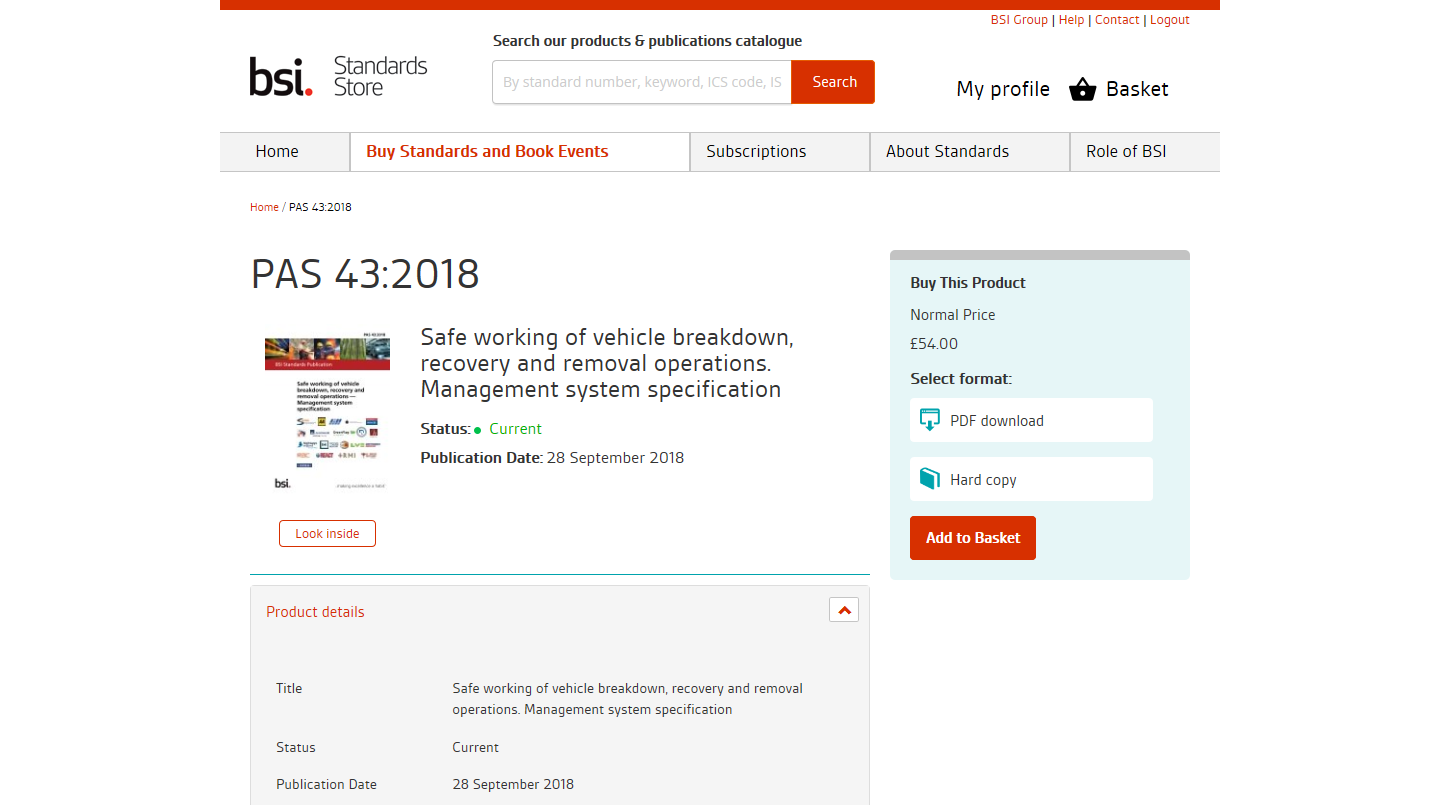 BSI Group | Help | Contact | Logout
Search our products & publications catalogue
bsi. Standards
Store
By standard number, keyword, ICS code, IS
Search
My profile
Basket
Home
Buy Standards and Book Events
Subscriptions
About Standards
Role of BSI
Home / PAS 43:2018
PAS 43:2018
PAS 43:2018
BSI Standards Publication
Safe working of vehicle
breakdown, recovery and
removal operations —
Management system
specification
bsi.
Look inside
Safe working of vehicle breakdown,
recovery and removal operations.
Management system specification
Status: Current
Publication Date: 28 September 2018
Buy This Product
Normal Price
£54.00
Select format:
PDF download
Hard copy
Add to Basket
Product details
Title
Safe working of vehicle breakdown, recovery and removal
operations. Management system specification
Status
Current
Publication Date
28 September 2018